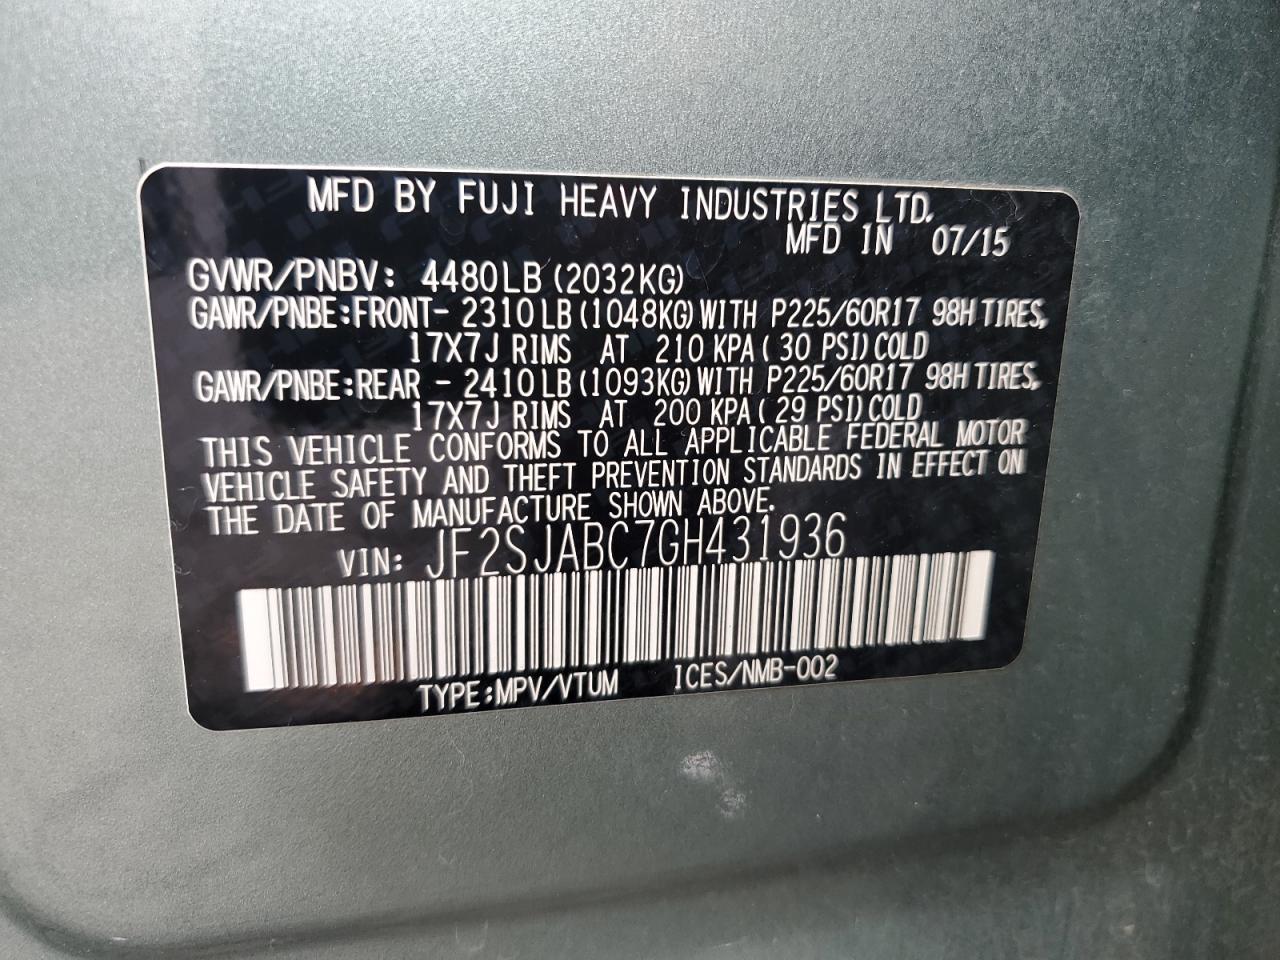 MFD BY FUJI HEAVY INDUSTRIES LTD.
MFD IN 07/15
GVWR/PNBV: 4480LB (2032KG)
GAWR/PNBE:FRONT- 2310LB (1048KG) WITH P225/60R17 98H TIRES,
17X7J RIMS AT 210 KPA ( 30 PSI) COLD
GAWR/PNBE:REAR - 2410LB (1093KG) WITH P225/60R17 98H TIRES,
17X7J RIMS AT 200 KPA ( 29 PSI) COLD
THIS VEHICLE CONFORMS TO ALL APPLICABLE FEDERAL MOTOR
VEHICLE SAFETY AND THEFT PREVENTION STANDARDS IN EFFECT ON
THE DATE OF MANUFACTURE SHOWN ABOVE.
VIN: JF2SJABC7GH431936
TYPE:MPV/VTUM ICES/NMB-002